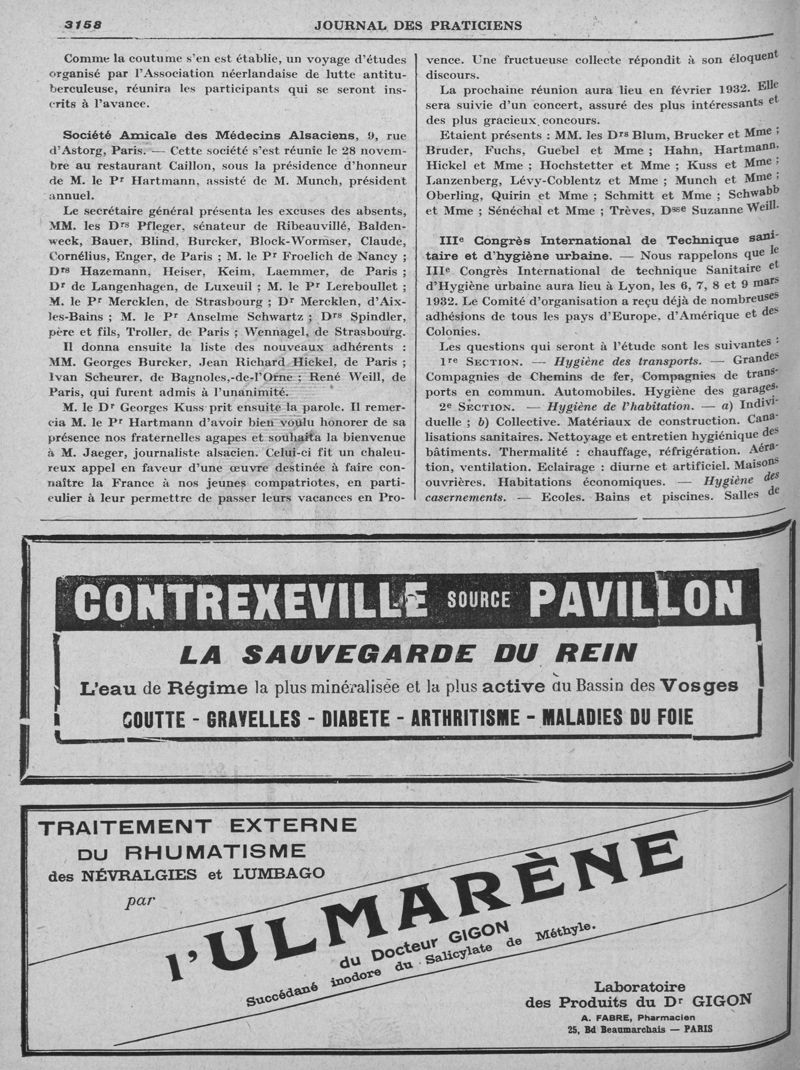 3158
JOURNAL DES PRATICIENS
Comme la coutume s'en est établie, un voyage d'études
organisé par l'Association néerlandaise de lutte antitu-
berculeuse, réunira les participants qui se seront ins-
crits à l'avance.
Société Amicale des Médecins Alsaciens, 9, rue
d'Astorg, Paris. — Cette société s'est réunie le 28 novem-
bre au restaurant Caillon, sous la présidence d'honneur
de M. le Pr Hartmann, assisté de M. Munch, président
annuel.
Le secrétaire général présenta les excuses des absents,
MM. les Drs Pfleger, sénateur de Ribeauvillé, Balden-
weck, Bauer, Blind, Burcker, Block-Wormser, Claude,
Cornélius, Enger, de Paris ; M. le Pr Froelich de Nancy ;
Drs Hazemann, Heiser, Keim, Laemmer, de Paris ;
Dr de Langenhagen, de Luxeuil ; M. le Pr Lereboullet ;
M. le Pr Mercklen, de Strasbourg ; Dr Mercklen, d'Aix-
les-Bains ; M. le Pr Anselme Schwartz ; Drs Spindler,
père et fils, Troller, de Paris ; Wennagel, de Strasbourg.
Il donna ensuite la liste des nouveaux adhérents :
MM. Georges Burcker, Jean Richard Hickel, de Paris ;
Ivan Scheurer, de Bagnoles,-de-l'Orne ; René Weill, de
Paris, qui furent admis à l'unanimité.
M. le Dr Georges Kuss prit ensuite la parole. Il remer-
cia M. le Pr Hartmann d'avoir bien voulu honorer de sa
présence nos fraternelles agapes et souhaita la bienvenue
à M. Jaeger, journaliste alsacien. Celui-ci fit un chaleu-
reux appel en faveur d'une œuvre destinée à faire con-
naître la France à nos jeunes compatriotes, en parti-
culier à leur permettre de passer leurs vacances en Pro-
vence. Une fructueuse collecte répondit à son éloquent
discours.
La prochaine réunion aura lieu en février 1932. Elle
sera suivie d'un concert, assuré des plus intéressants et
des plus gracieux concours.
Etaient présents : MM. les Drs Blum, Brucker et Mme ;
Bruder, Fuchs, Guebel et Mme ; Hahn, Hartmann,
Hickel et Mme ; Hochstetter et Mme ; Kuss et Mme ;
Lanzenberg, Lévy-Coblentz et Mme ; Munch et Mme ;
Oberling, Quirin et Mme ; Schmitt et Mme ; Schwabb
et Mme ; Sénéchal et Mme ; Trèves, Dsse Suzanne Weill.
IIIe Congrès International de Technique sani-
taire et d'hygiène urbaine. — Nous rappelons que le
IIIe Congrès International de technique Sanitaire et
d'Hygiène urbaine aura lieu à Lyon, les 6, 7, 8 et 9 mars
1932. Le Comité d'organisation a reçu déjà de nombreuses
adhésions de tous les pays d'Europe, d'Amérique et des
Colonies.
Les questions qui seront à l'étude sont les suivantes :
1re Section. — Hygiène des transports. — Grandes
Compagnies de Chemins de fer, Compagnies de trans-
ports en commun. Automobiles. Hygiène des garages.
2e Section. — Hygiène de l'habitation. — a) Indivi-
duelle ; b) Collective. Matériaux de construction. Cana-
lisations sanitaires. Nettoyage et entretien hygiénique des
bâtiments. Thermalité : chauffage, réfrigération. Aéra-
tion, ventilation. Eclairage : diurne et artificiel. Maisons
ouvrières. Habitations économiques. — Hygiène des
casernements. — Ecoles. Bains et piscines. Salles de
CONTREXEVILLE SOURCE PAVILLON
LA SAUVEGARDE DU REIN
L'eau de Régime la plus minéralisée et la plus active du Bassin des Vosges
GOUTTE - GRAVELLES - DIABETE - ARTHRITISME - MALADIES DU FOIE
TRAITEMENT EXTERNE
DU RHUMATISME
des NÉVRALGIES et LUMBAGO
par
l'ULMARÈNE
du Docteur GIGON
Succédané inodore du Salicylate de Méthyle.
Laboratoire
des Produits du Dr GIGON
A. FABRE, Pharmacien
25, Bd Beaumarchais — PARIS